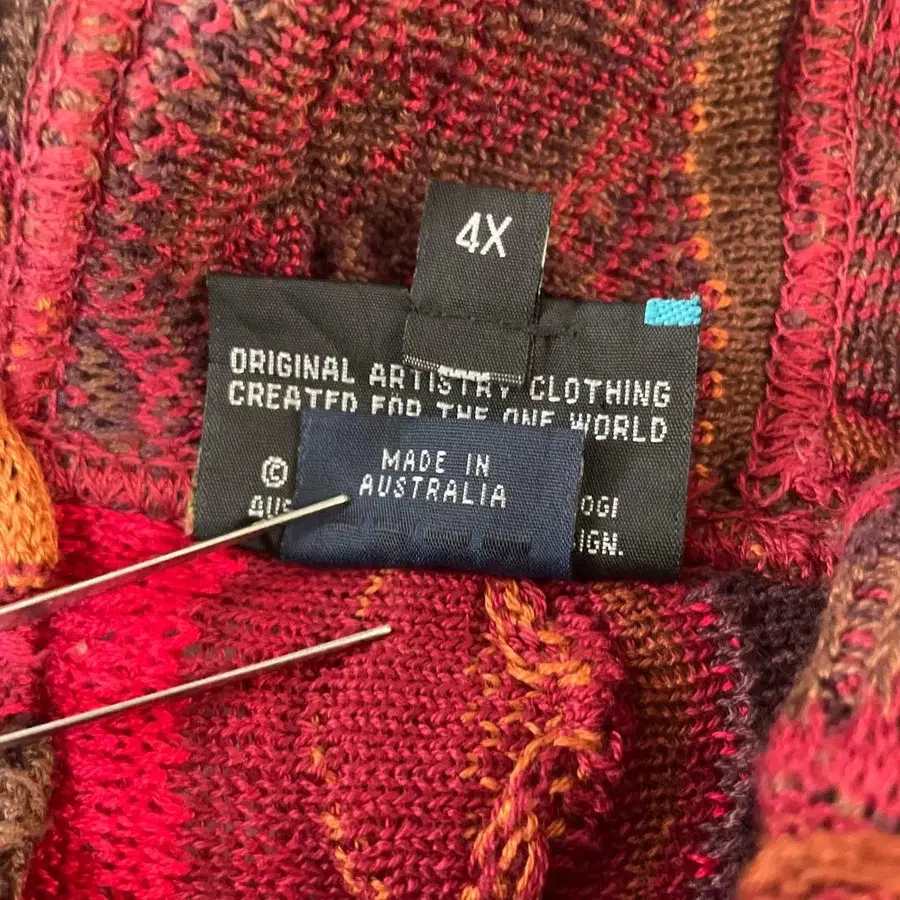 4X
ORIGINAL ARTISTRY CLOTHING
CREATED FOR THE ONE WORLD
©
MADE IN
AUSTRALIA